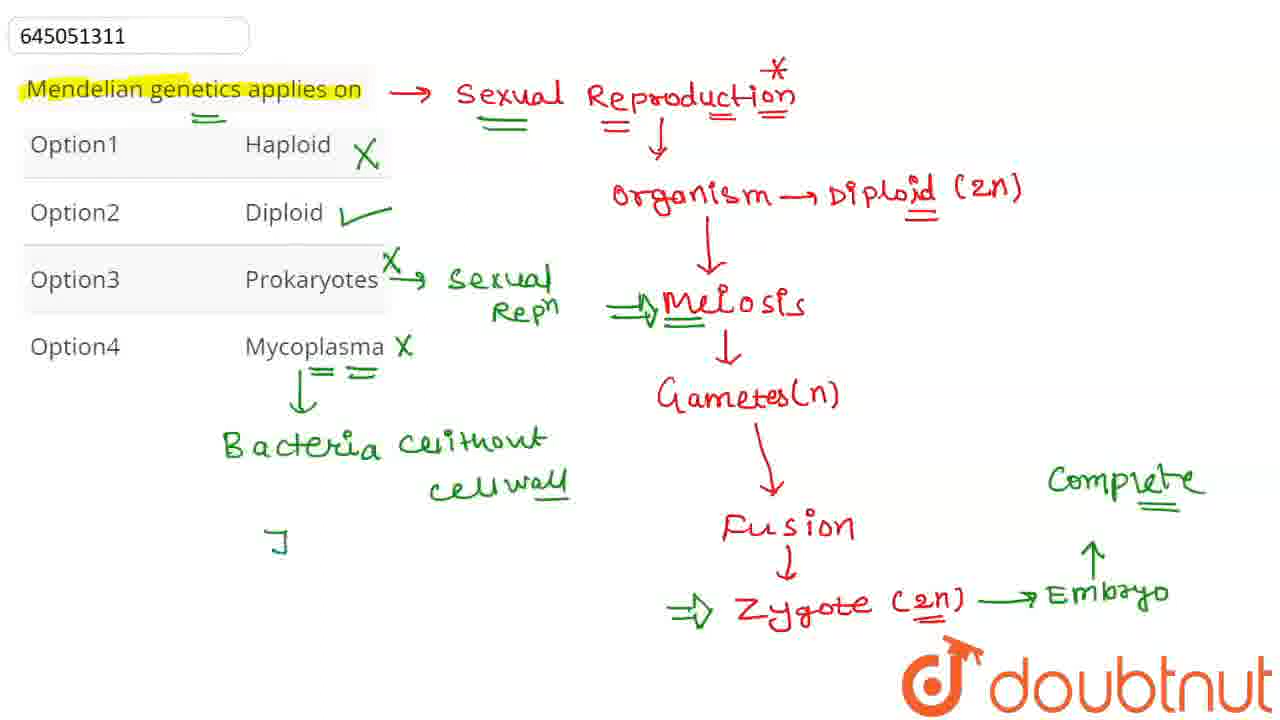 645051311
Mendelian genetics applies on → Sexual Reproduction
Option1 Haploid X
Organism → Diploid (2n)
Option2 Diploid ✓
Option3 Prokaryotes X → Sexual Repⁿ
⇒ Meiosis
Option4 Mycoplasma X
Gametes(n)
Bacteria without
cellwall
Complete
Fusion
⇒ Zygote (2n) → Embryo
doubtnut